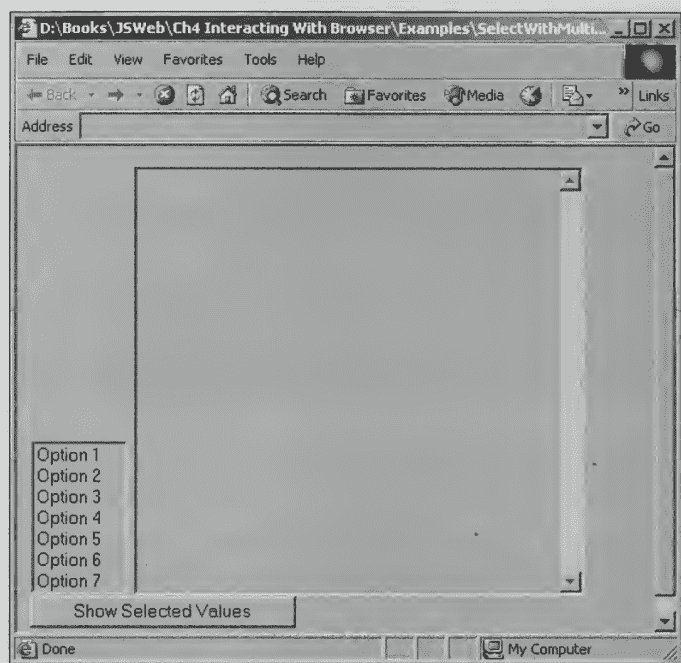 D:\Books\JSWeb\Ch4 Interacting With Browser\Examples\SelectWithMulti...
File Edit View Favorites Tools Help
Back Search Favorites Media » Links
Address Go
Option 1
Option 2
Option 3
Option 4
Option 5
Option 6
Option 7
Show Selected Values
Done My Computer